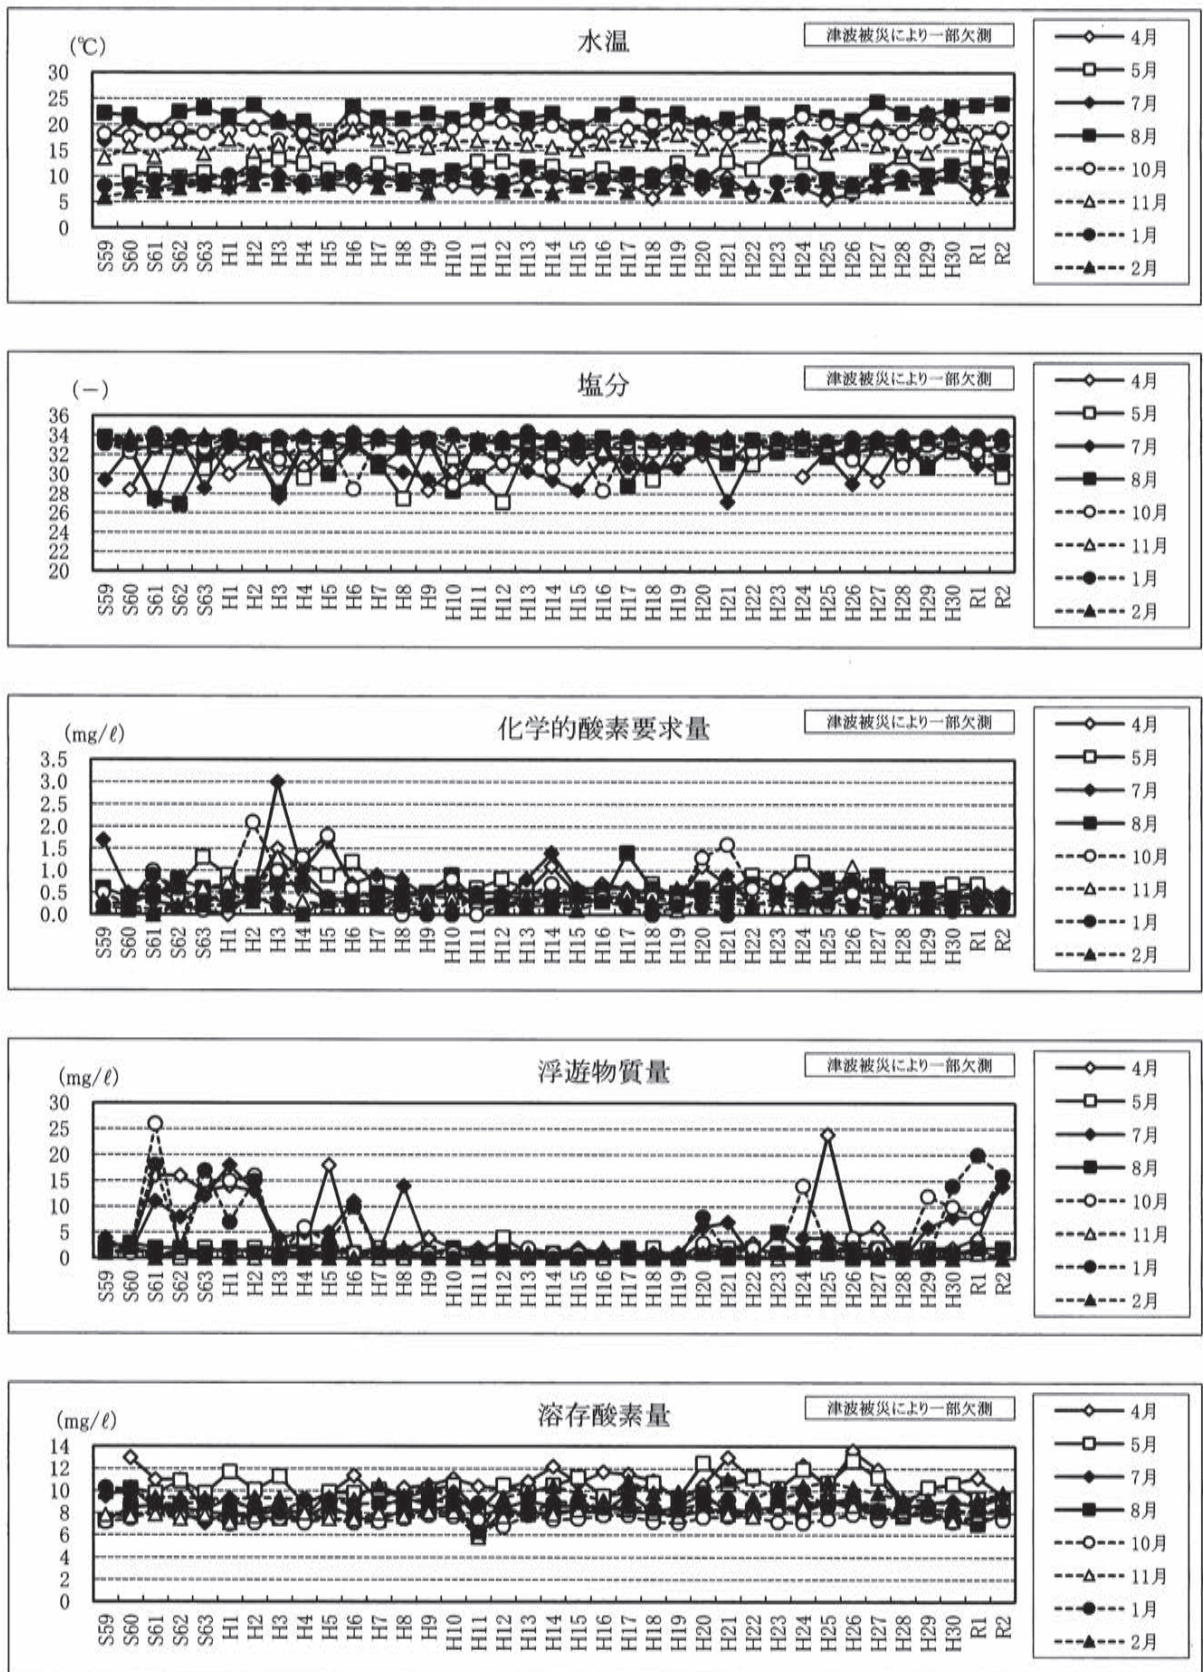 水温
津波被災により一部欠測
(℃)
30
25
20
15
10
5
0
S59 S60 S61 S62 S63 H1 H2 H3 H4 H5 H6 H7 H8 H9 H10 H11 H12 H13 H14 H15 H16 H17 H18 H19 H20 H21 H22 H23 H24 H25 H26 H27 H28 H29 H30 R1 R2
4月
5月
7月
8月
10月
11月
1月
2月
塩分
津波被災により一部欠測
(−)
36
34
32
30
28
26
24
22
20
S59 S60 S61 S62 S63 H1 H2 H3 H4 H5 H6 H7 H8 H9 H10 H11 H12 H13 H14 H15 H16 H17 H18 H19 H20 H21 H22 H23 H24 H25 H26 H27 H28 H29 H30 R1 R2
4月
5月
7月
8月
10月
11月
1月
2月
化学的酸素要求量
津波被災により一部欠測
(mg/ℓ)
3.5
3.0
2.5
2.0
1.5
1.0
0.5
0.0
S59 S60 S61 S62 S63 H1 H2 H3 H4 H5 H6 H7 H8 H9 H10 H11 H12 H13 H14 H15 H16 H17 H18 H19 H20 H21 H22 H23 H24 H25 H26 H27 H28 H29 H30 R1 R2
4月
5月
7月
8月
10月
11月
1月
2月
浮遊物質量
津波被災により一部欠測
(mg/ℓ)
30
25
20
15
10
5
0
S59 S60 S61 S62 S63 H1 H2 H3 H4 H5 H6 H7 H8 H9 H10 H11 H12 H13 H14 H15 H16 H17 H18 H19 H20 H21 H22 H23 H24 H25 H26 H27 H28 H29 H30 R1 R2
4月
5月
7月
8月
10月
11月
1月
2月
溶存酸素量
津波被災により一部欠測
(mg/ℓ)
14
12
10
8
6
4
2
0
S59 S60 S61 S62 S63 H1 H2 H3 H4 H5 H6 H7 H8 H9 H10 H11 H12 H13 H14 H15 H16 H17 H18 H19 H20 H21 H22 H23 H24 H25 H26 H27 H28 H29 H30 R1 R2
4月
5月
7月
8月
10月
11月
1月
2月